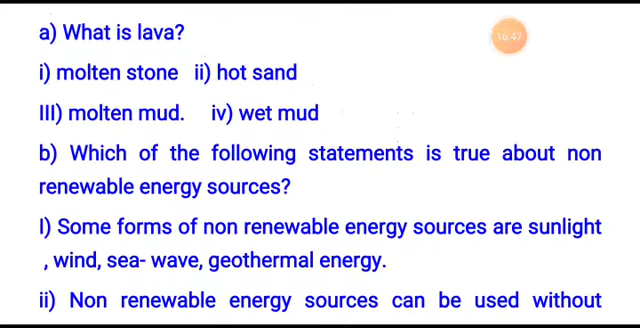 a) What is lava?
16:47
i) molten stone ii) hot sand
III) molten mud. iv) wet mud
b) Which of the following statements is true about non
renewable energy sources?
I) Some forms of non renewable energy sources are sunlight
, wind, sea- wave, geothermal energy.
ii) Non renewable energy sources can be used without